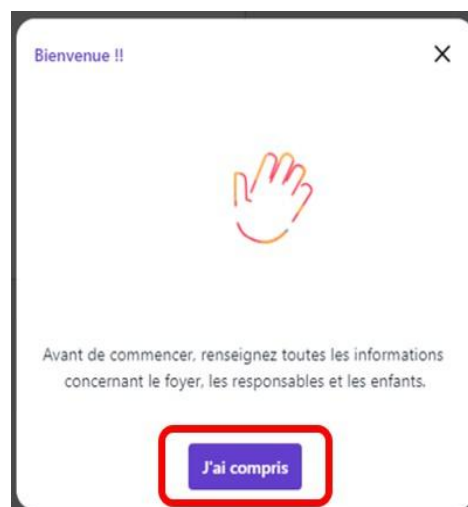 Bienvenue !!
Avant de commencer, renseignez toutes les informations
concernant le foyer, les responsables et les enfants.
J'ai compris